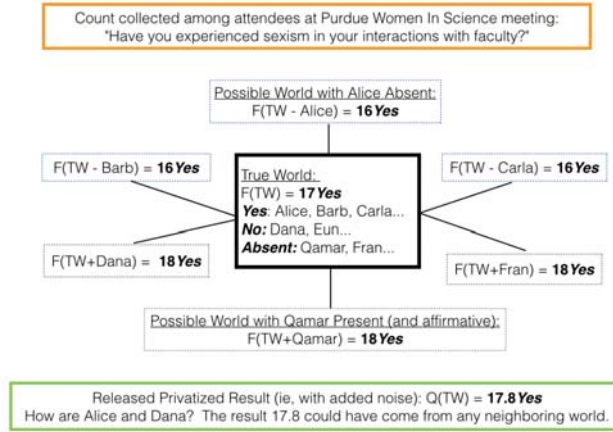 Count collected among attendees at Purdue Women In Science meeting:
"Have you experienced sexism in your interactions with faculty?"
Possible World with Alice Absent:
F(TW - Alice) = 16 Yes
F(TW - Barb) = 16 Yes
F(TW - Carla) = 16 Yes
True World:
F(TW) = 17 Yes
Yes: Alice, Barb, Carla...
No: Dana, Eun...
Absent: Qamar, Fran...
F(TW+Dana) = 18 Yes
F(TW+Fran) = 18 Yes
Possible World with Qamar Present (and affirmative):
F(TW+Qamar) = 18 Yes
Released Privatized Result (ie, with added noise): Q(TW) = 17.8 Yes
How are Alice and Dana? The result 17.8 could have come from any neighboring world.